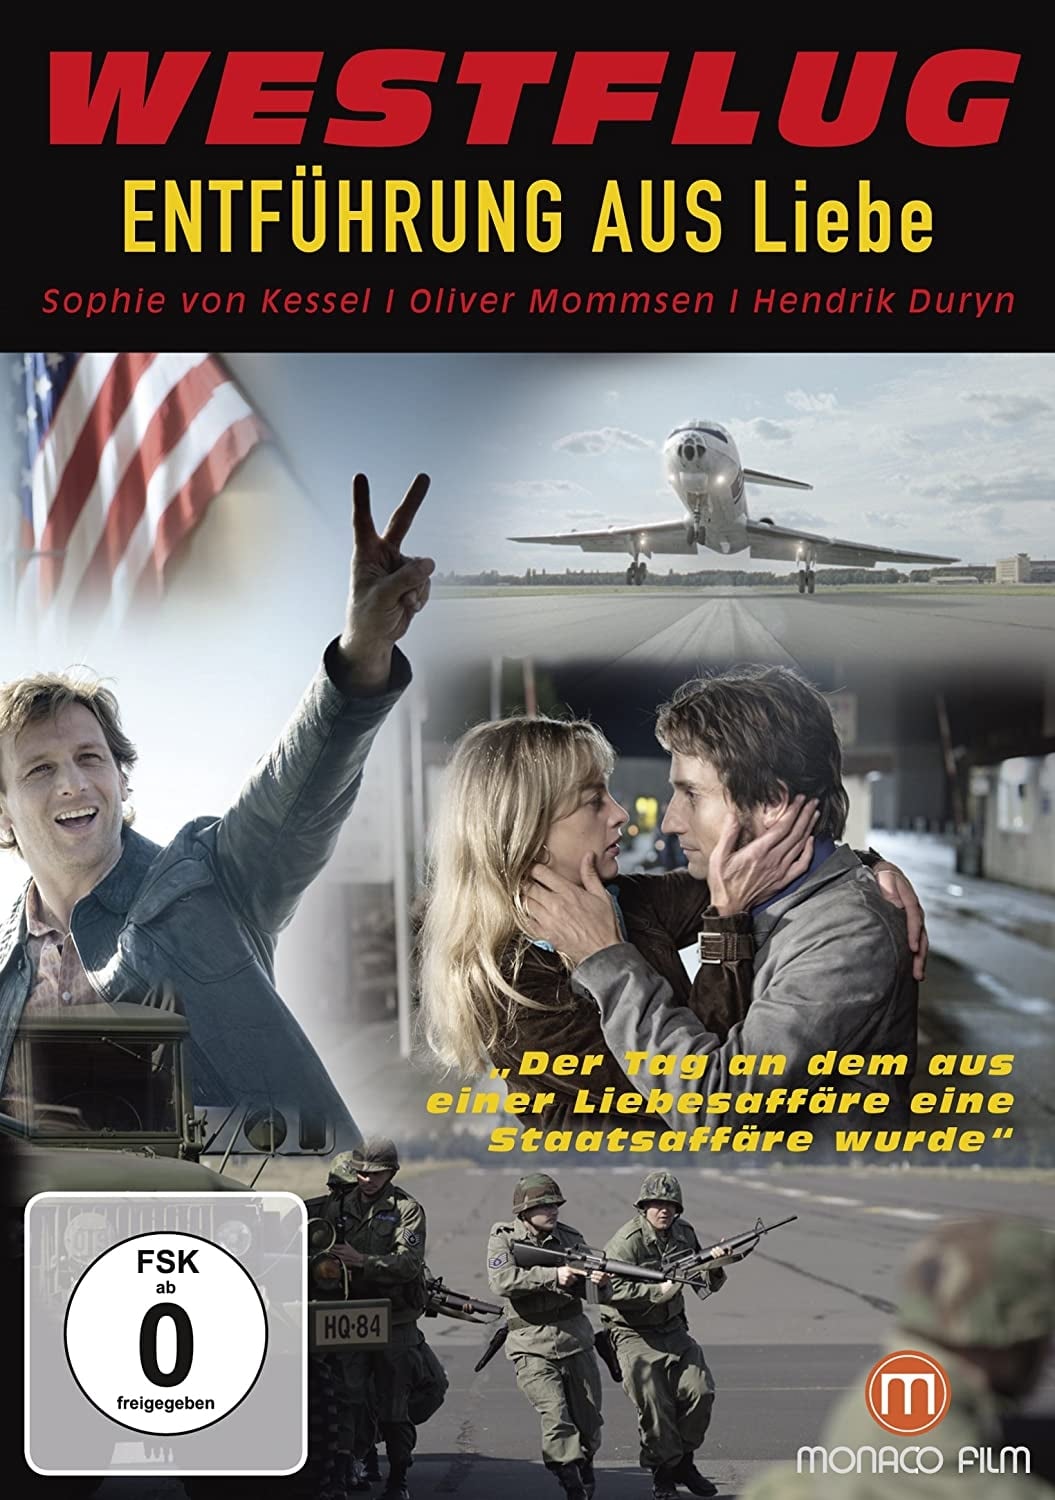 WESTFLUG
ENTFÜHRUNG AUS Liebe
Sophie von Kessel I Oliver Mommsen I Hendrik Duryn
„Der Tag an dem aus
einer Liebesaffäre eine
Staatsaffäre wurde“
HQ·84
FSK
ab
0
freigegeben
M
MONACO FILM